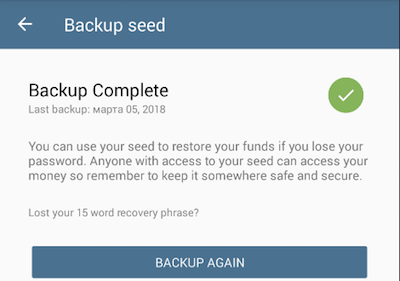 Backup seed
Backup Complete
Last backup: марта 05, 2018
You can use your seed to restore your funds if you lose your
password. Anyone with access to your seed can access your
money so remember to keep it somewhere safe and secure.
Lost your 15 word recovery phrase?
BACKUP AGAIN